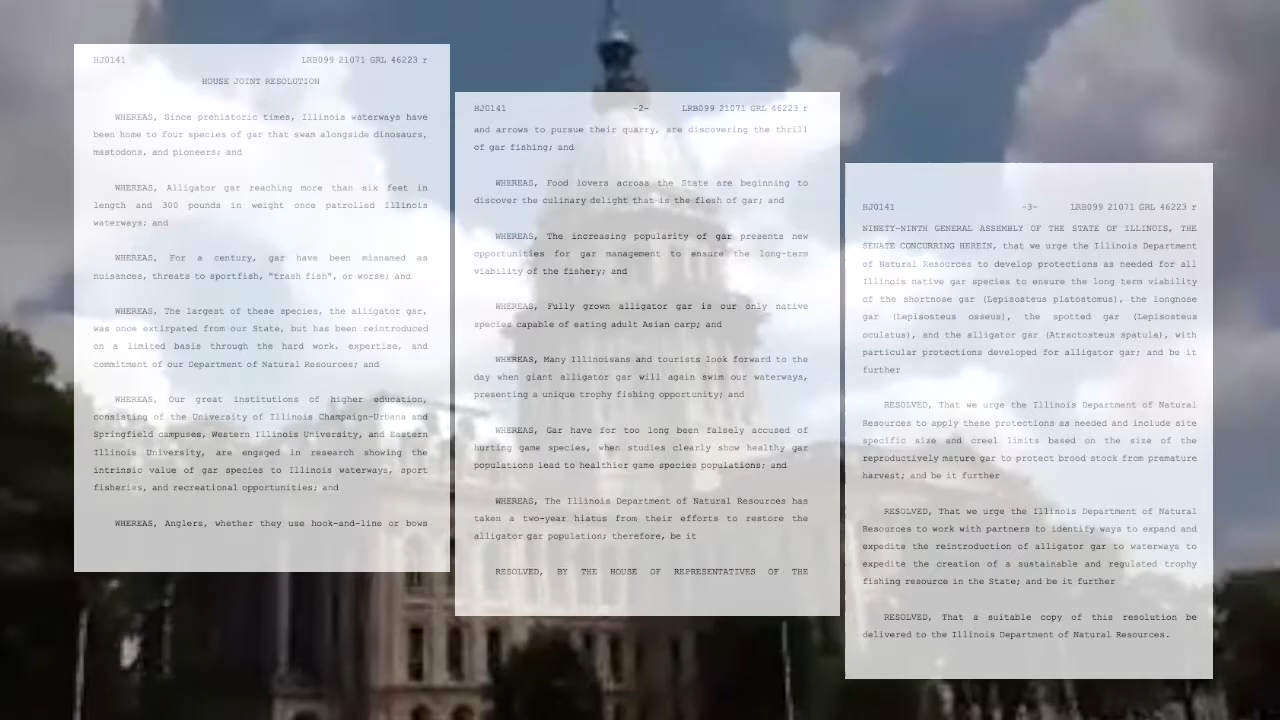 HJ0141 LRB099 21071 GRL 46223 r
HOUSE JOINT RESOLUTION
WHEREAS, Since prehistoric times, Illinois waterways have
been home to four species of gar that swam alongside dinosaurs,
mastodons, and pioneers; and
WHEREAS, Alligator gar reaching more than six feet in
length and 300 pounds in weight once patrolled Illinois
waterways; and
WHEREAS, For a century, gar have been misnamed as
nuisances, threats to sportfish, "trash fish", or worse; and
WHEREAS, The largest of these species, the alligator gar,
was once extirpated from our State, but has been reintroduced
on a limited basis through the hard work, expertise, and
commitment of our Department of Natural Resources; and
WHEREAS, Our great institutions of higher education,
consisting of the University of Illinois Champaign-Urbana and
Springfield campuses, Western Illinois University, and Eastern
Illinois University, are engaged in research showing the
intrinsic value of gar species to Illinois waterways, sport
fisheries, and recreational opportunities; and
WHEREAS, Anglers, whether they use hook-and-line or bows
HJ0141 -2- LRB099 21071 GRL 46223 r
and arrows to pursue their quarry, are discovering the thrill
of gar fishing; and
WHEREAS, Food lovers across the State are beginning to
discover the culinary delight that is the flesh of gar; and
WHEREAS, The increasing popularity of gar presents new
opportunities for gar management to ensure the long-term
viability of the fishery; and
WHEREAS, Fully grown alligator gar is our only native
species capable of eating adult Asian carp; and
WHEREAS, Many Illinoisans and tourists look forward to the
day when giant alligator gar will again swim our waterways,
presenting a unique trophy fishing opportunity; and
WHEREAS, Gar have for too long been falsely accused of
hurting game species, when studies clearly show healthy gar
populations lead to healthier game species populations; and
WHEREAS, The Illinois Department of Natural Resources has
taken a two-year hiatus from their efforts to restore the
alligator gar population; therefore, be it
RESOLVED, BY THE HOUSE OF REPRESENTATIVES OF THE
HJ0141 -3- LRB099 21071 GRL 46223 r
NINETY-NINTH GENERAL ASSEMBLY OF THE STATE OF ILLINOIS, THE
SENATE CONCURRING HEREIN, that we urge the Illinois Department
of Natural Resources to develop protections as needed for all
Illinois native gar species to ensure the long term viability
of the shortnose gar (Lepisosteus platostomus), the longnose
gar (Lepisosteus osseus), the spotted gar (Lepisosteus
oculatus), and the alligator gar (Atractosteus spatula), with
particular protections developed for alligator gar; and be it
further
RESOLVED, That we urge the Illinois Department of Natural
Resources to apply these protections as needed and include site
specific size and creel limits based on the size of the
reproductively mature gar to protect brood stock from premature
harvest; and be it further
RESOLVED, That we urge the Illinois Department of Natural
Resources to work with partners to identify ways to expand and
expedite the reintroduction of alligator gar to waterways to
expedite the creation of a sustainable and regulated trophy
fishing resource in the State; and be it further
RESOLVED, That a suitable copy of this resolution be
delivered to the Illinois Department of Natural Resources.